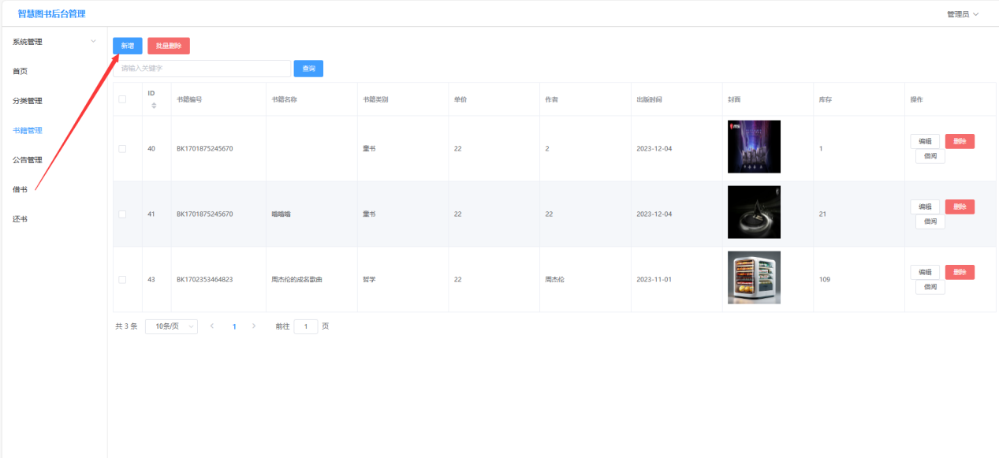 智慧图书后台管理
管理员
系统管理
首页
分类管理
书籍管理
公告管理
借书
还书
新增 批量删除
请输入关键字 查询
ID 书籍编号 书籍名称 书籍类别 单价 作者 出版时间 封面 库存 操作
40 BK1701875245670 童书 22 2 2023-12-04 1 编辑 删除
借阅
41 BK1701875245670 嘻嘻嘻 童书 22 22 2023-12-04 21 编辑 删除
借阅
43 BK1702353464823 周杰伦的成名歌曲 哲学 22 周杰伦 2023-11-01 109 编辑 删除
借阅
共 3 条 10条/页 1 前往 1 页